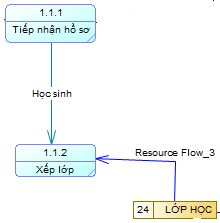 1.1.1
Tiếp nhận hồ sơ
Học sinh
1.1.2
Xếp lớp
Resource Flow_3
24 LỚP HỌC